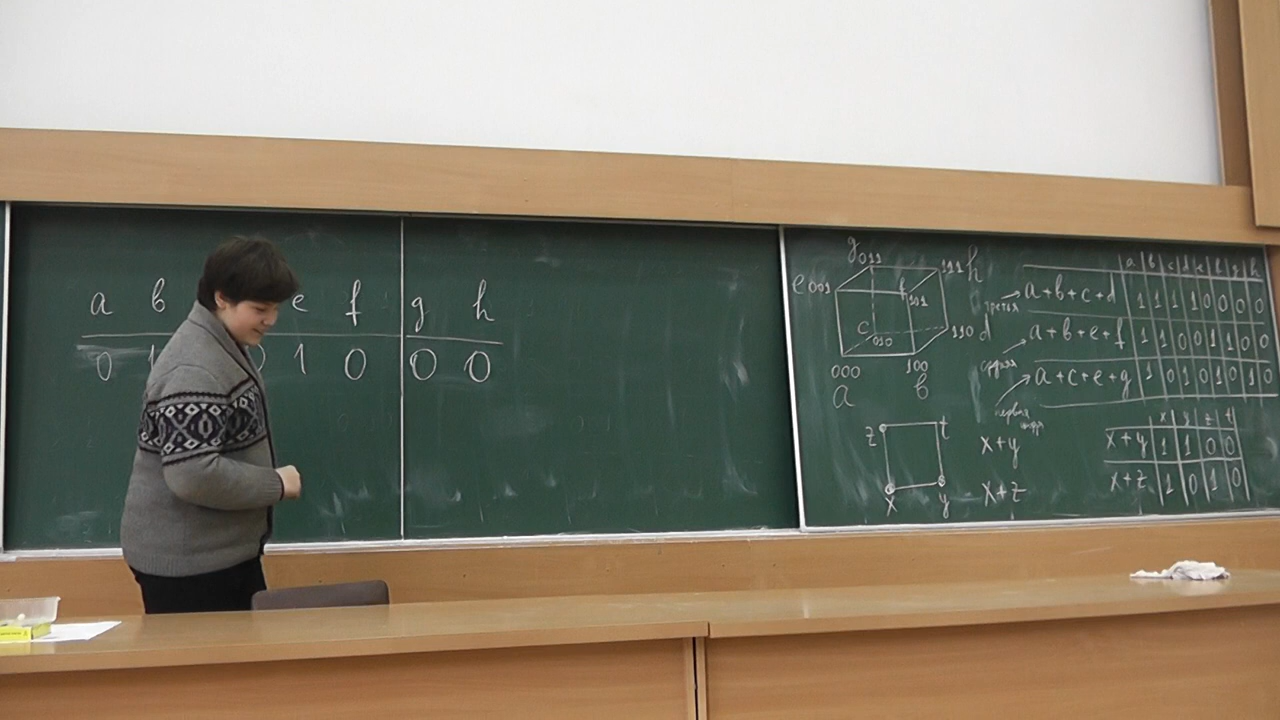 a b e f g h
0 1 0 1 0 0 0
g 011 111 h
e 001 f 101
c 010 110 d
000 100
a b
z t
x y
x+y
x+z
a b c d e f g h
третья → a+b+c+d 1 1 1 1 0 0 0 0
a+b+e+f 1 1 0 0 1 1 0 0
a+c+e+g 1 0 1 0 1 0 1 0
первая
x y z t
x+y 1 1 0 0
x+z 1 0 1 0